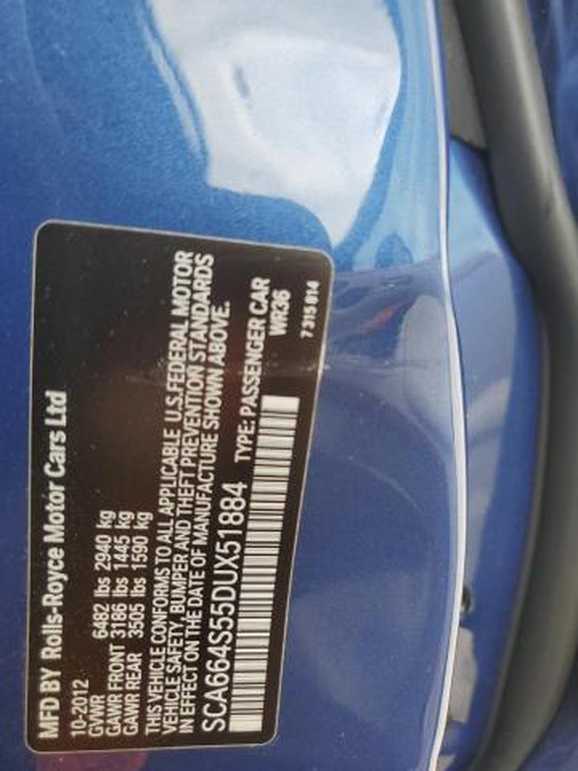 MFD BY Rolls-Royce Motor Cars Ltd
10-2012
GVWR 6482 lbs 2940 kg
GAWR FRONT 3186 lbs 1445 kg
GAWR REAR 3505 lbs 1590 kg
THIS VEHICLE CONFORMS TO ALL APPLICABLE U.S.FEDERAL MOTOR
VEHICLE SAFETY, BUMPER AND THEFT PREVENTION STANDARDS
IN EFFECT ON THE DATE OF MANUFACTURE SHOWN ABOVE.
SCA664S55DUX51884 TYPE: PASSENGER CAR
WR36
7 315 814